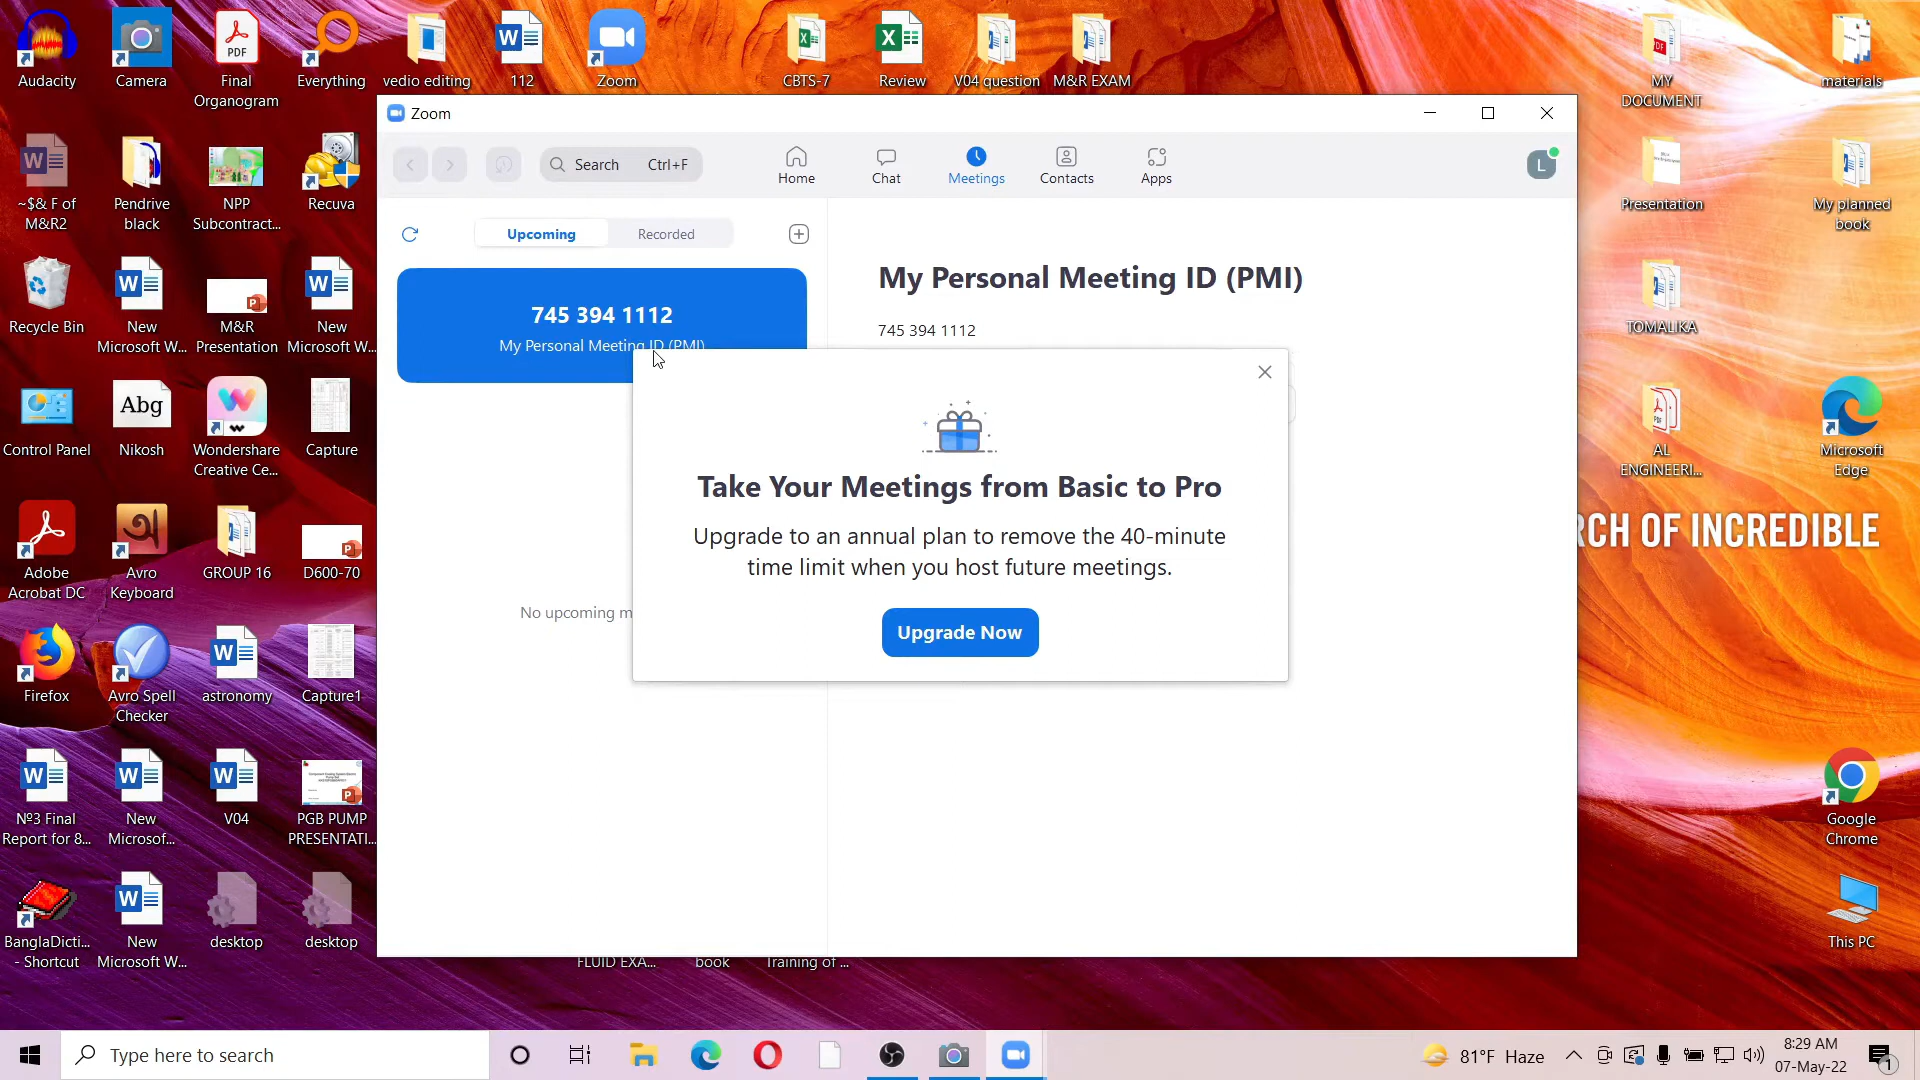 Audacity
Camera
Final
Organogram
Everything
vedio editing
112
Zoom
CBTS-7
Review
V04 question
M&R EXAM
MY
DOCUMENT
materials
~$& F of
M&R2
Pendrive
black
NPP
Subcontract...
Recuva
Presentation
My planned
book
Recycle Bin
New
Microsoft W...
M&R
Presentation
New
Microsoft W...
TOMALIKA
Control Panel
Abg
Nikosh
Wondershare
Creative Ce...
Capture
AL
ENGINEERI...
Microsoft
Edge
Adobe
Acrobat DC
Avro
Keyboard
GROUP 16
D600-70
RCH OF INCREDIBLE
Firefox
Avro Spell
Checker
astronomy
Capture1
№3 Final
Report for 8...
New
Microsof...
V04
PGB PUMP
PRESENTATI...
Google
Chrome
BanglaDicti...
- Shortcut
New
Microsoft W...
desktop
desktop
FLUID EXA...
book
Training of ...
This PC
Zoom
Search Ctrl+F
Home
Chat
Meetings
Contacts
Apps
L
Upcoming
Recorded
745 394 1112
My Personal Meeting ID (PMI)
No upcoming m
My Personal Meeting ID (PMI)
745 394 1112
Take Your Meetings from Basic to Pro
Upgrade to an annual plan to remove the 40-minute
time limit when you host future meetings.
Upgrade Now
Type here to search
81°F Haze
8:29 AM
07-May-22
1